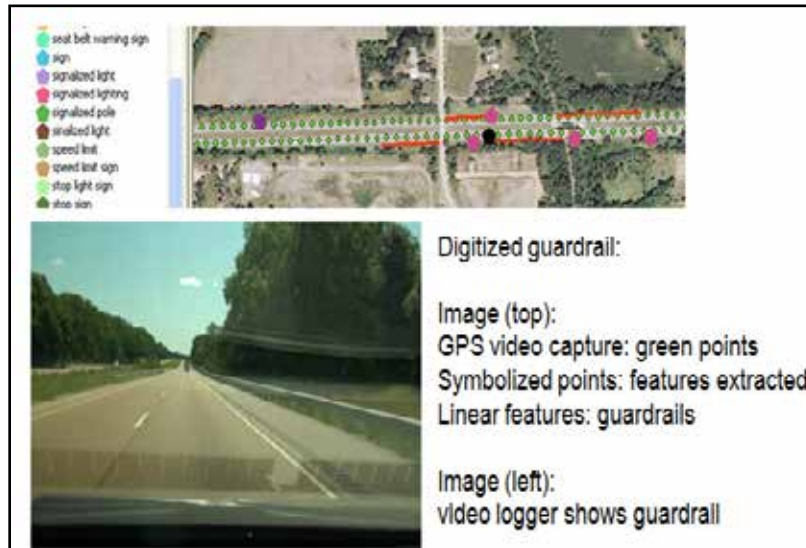 seat belt warning sign
sign
signalized light
signalized lighting
signalized pole
sinalized light
speed limit
speed limit sign
stop light sign
stop sign
Digitized guardrail:
Image (top):
GPS video capture: green points
Symbolized points: features extracted
Linear features: guardrails
Image (left):
video logger shows guardrail